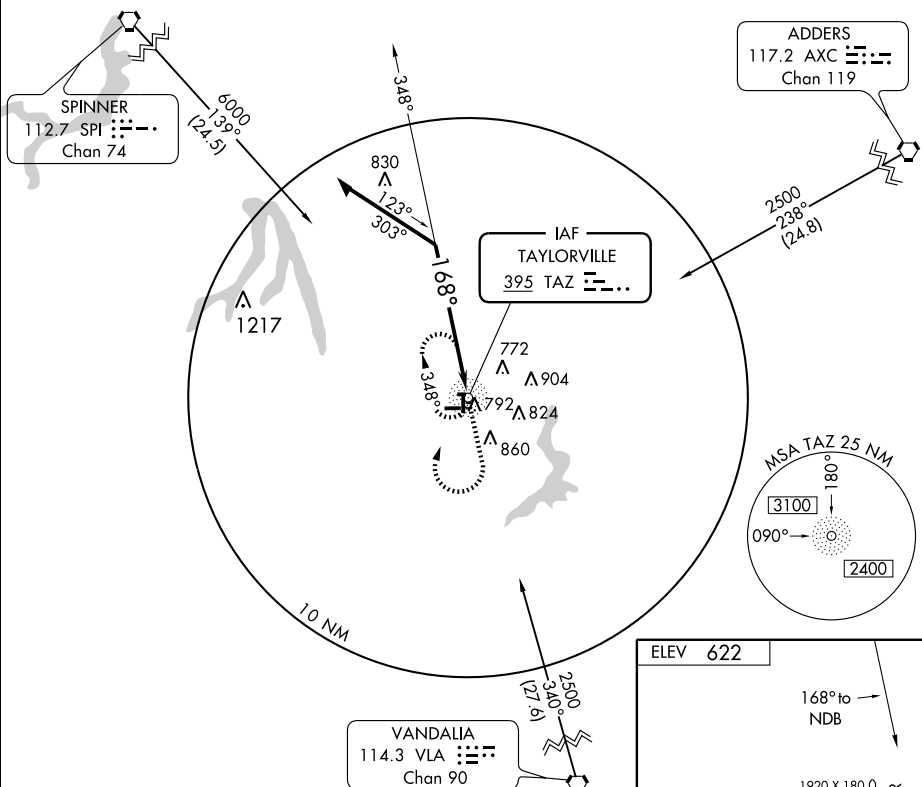 SPINNER
112.7 SPI
Chan 74
6000
139°
(24.5)
348°
830
123°
303°
168°
ADDERS
117.2 AXC
Chan 119
2500
238°
(24.8)
IAF
TAYLORVILLE
395 TAZ
1217
772
904
348°
792
824
860
MSA TAZ 25 NM
180°
3100
090°
2400
10 NM
2500
340°
(27.6)
VANDALIA
114.3 VLA
Chan 90
ELEV 622
168° to
NDB
1920 X 180